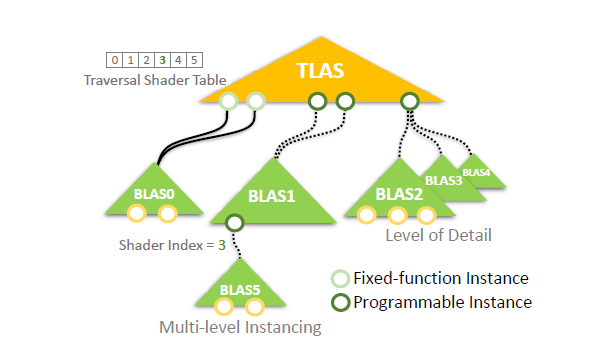 TLAS
0 1 2 3 4 5
Traversal Shader Table
BLAS0
BLAS1
BLAS2
BLAS3
BLAS4
Level of Detail
Shader Index = 3
BLAS5
Multi-level Instancing
Fixed-function Instance
Programmable Instance